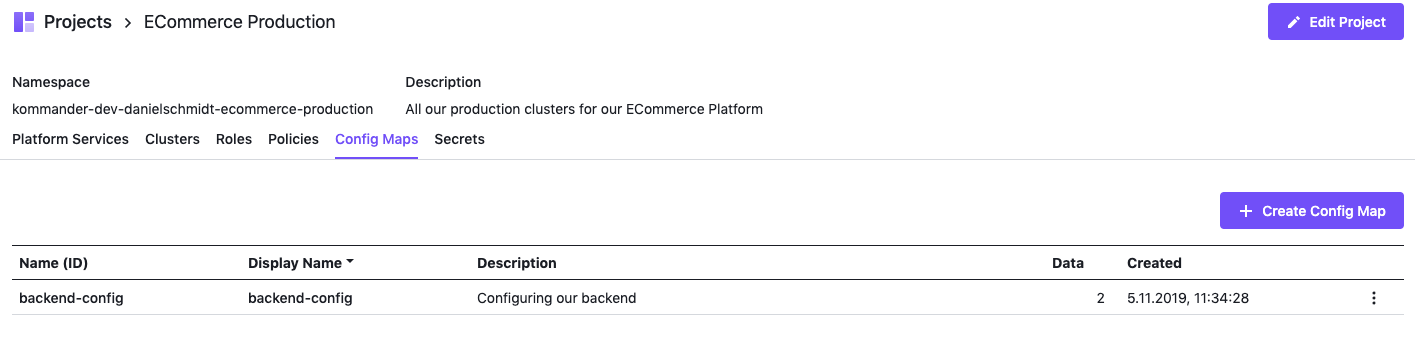 Projects > ECommerce Production
Edit Project
Namespace Description
kommander-dev-danielschmidt-ecommerce-production All our production clusters for our ECommerce Platform
Platform Services Clusters Roles Policies Config Maps Secrets
+ Create Config Map
Name (ID) Display Name Description Data Created
backend-config backend-config Configuring our backend 2 5.11.2019, 11:34:28